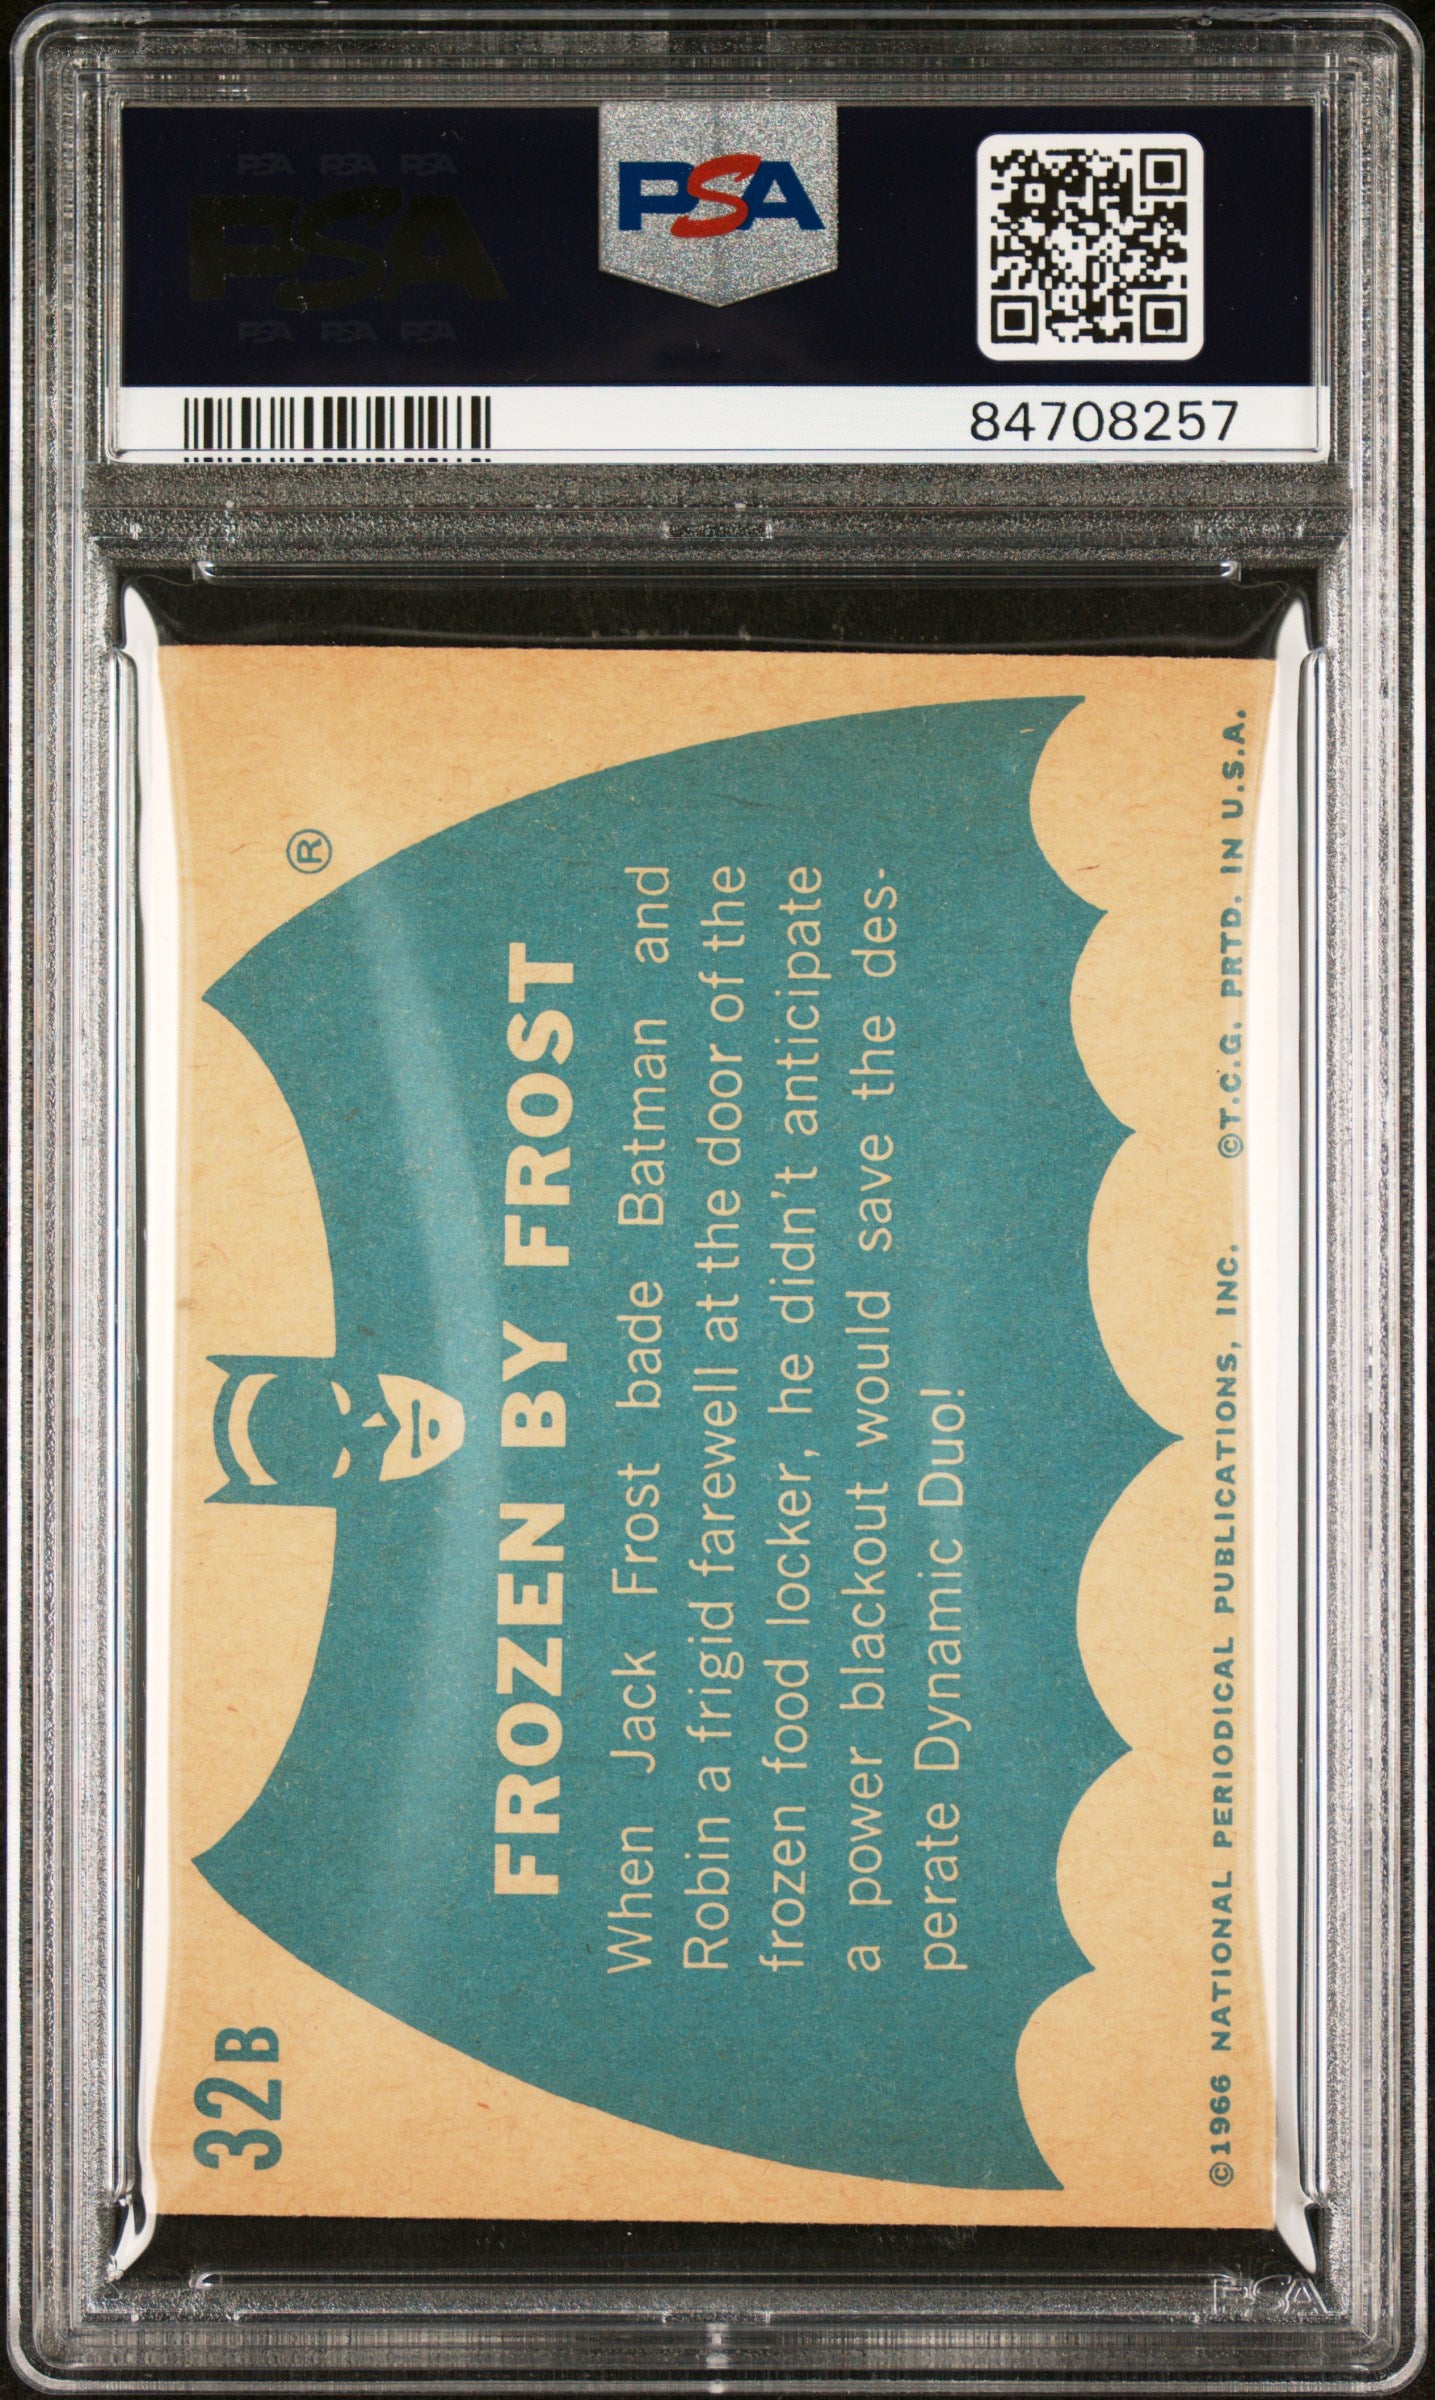 PSA PSA PSA
PSA
PSA PSA PSA
PSA
84708257
32B
®
FROZEN BY FROST
When Jack Frost bade Batman and
Robin a frigid farewell at the door of the
frozen food locker, he didn't anticipate
a power blackout would save the des-
perate Dynamic Duo!
©1966 NATIONAL PERIODICAL PUBLICATIONS, INC. ©T.C.G. PRTD. IN U.S.A.
PSA